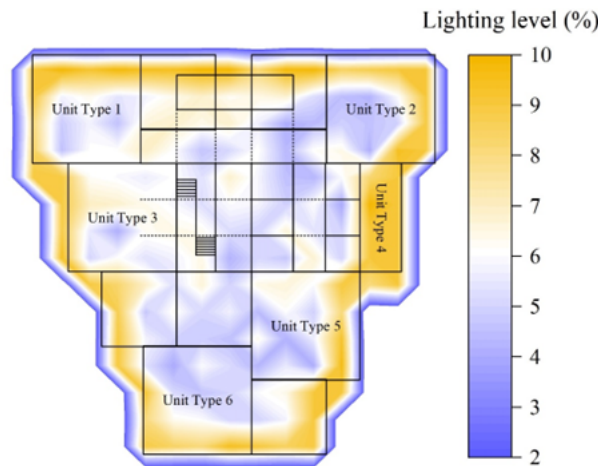 Lighting level (%)
Unit Type 1
Unit Type 2
Unit Type 3
Unit Type 4
Unit Type 5
Unit Type 6
10
9
8
7
6
5
4
3
2